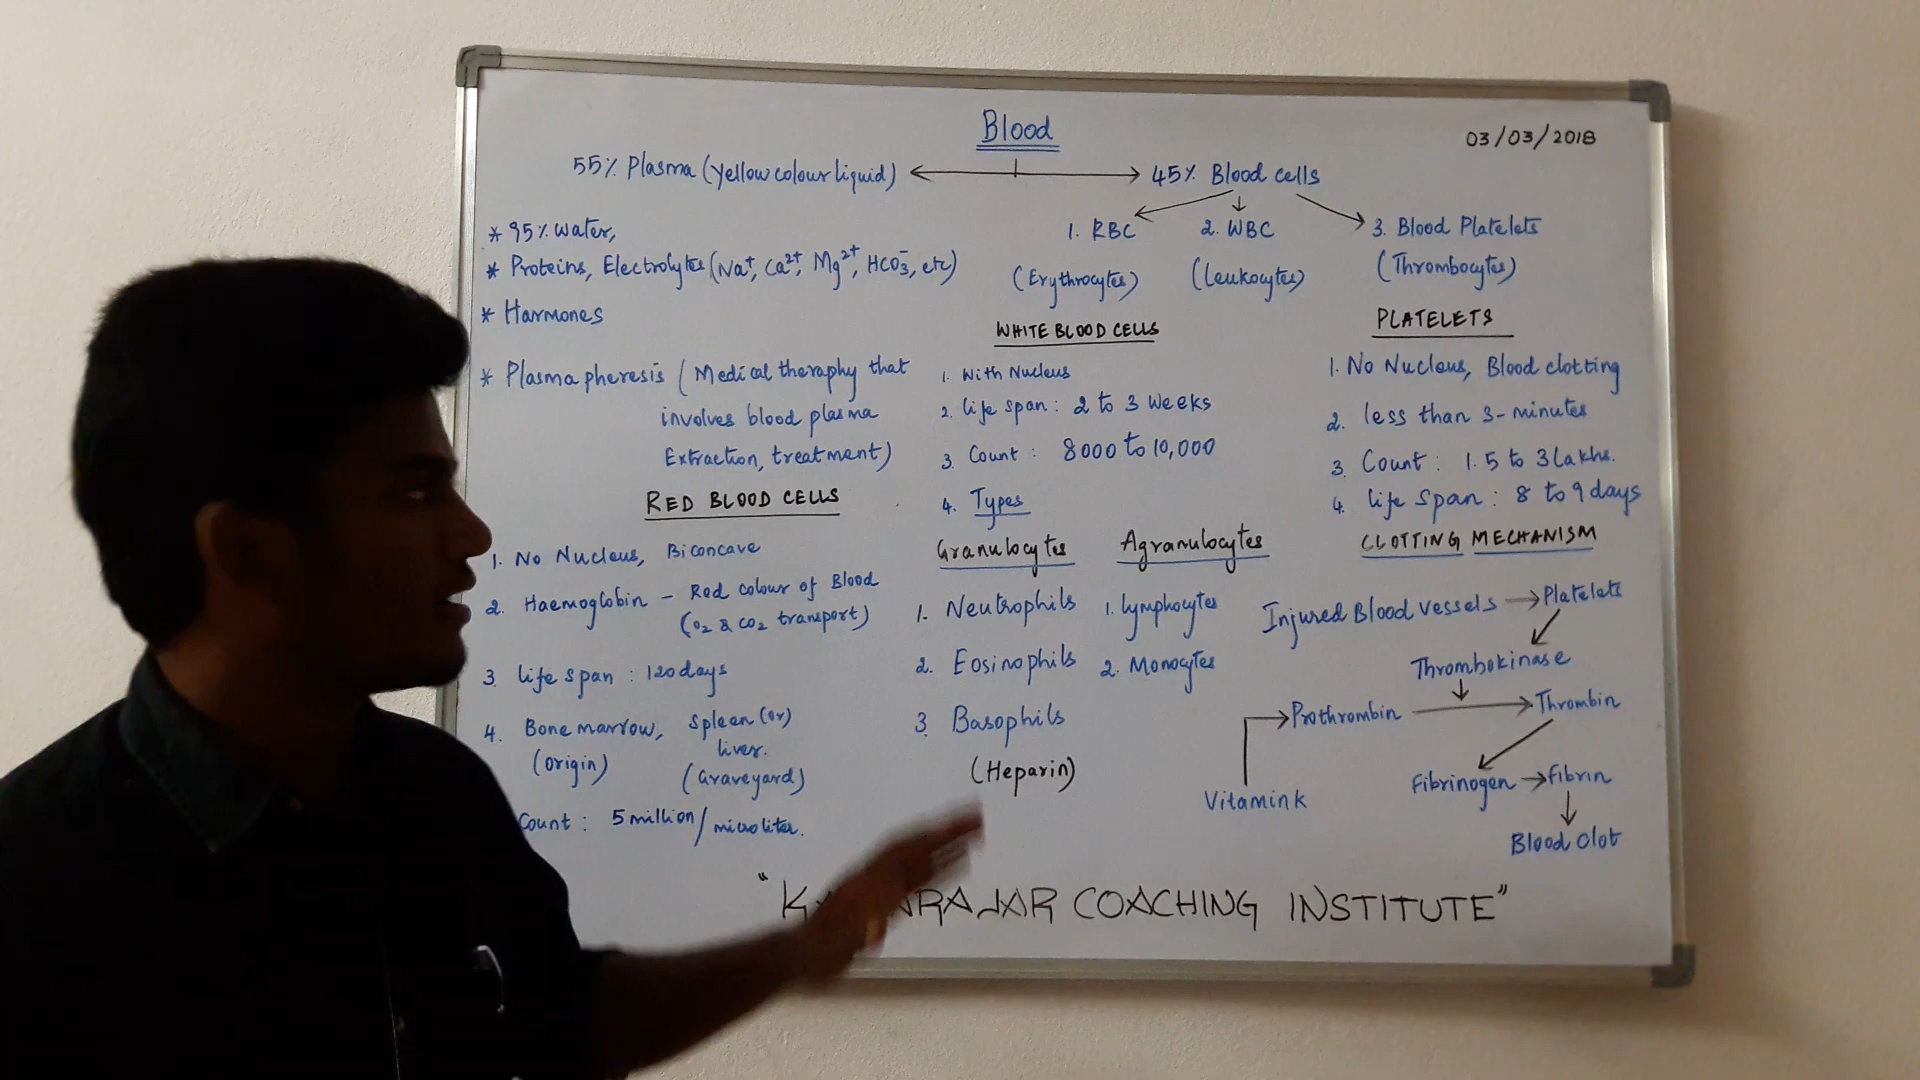 Blood
03/03/2018
55% Plasma (Yellow colour liquid)
45% Blood cells
* 95% water,
* Proteins, Electrolytes (Na+, Ca2+, Mg2+, HCO3-, etc)
* Harmones
* Plasma pheresis (Medical theraphy that
involves blood plasma
Extraction, treatment)
1. RBC
(Erythrocytes)
2. WBC
(Leukocytes)
3. Blood Platelets
(Thrombocytes)
RED BLOOD CELLS
1. No Nucleus, Biconcave
2. Haemoglobin - Red colour of Blood
(O2 & CO2 transport)
3. life span : 120 days
4. Bone marrow, Spleen (or)
liver.
(origin) (Graveyard)
Count : 5 million / microliter.
WHITE BLOOD CELLS
1. With Nucleus
2. life span : 2 to 3 Weeks
3. Count : 8000 to 10,000
4. Types
Granulocytes
1. Neutrophils
2. Eosinophils
3. Basophils
(Heparin)
Agranulocytes
1. lymphocytes
2. Monocytes
PLATELETS
1. No Nucleus, Blood clotting
2. less than 3-minutes
3. Count : 1.5 to 3 Lakhs.
4. life span : 8 to 9 days
CLOTTING MECHANISM
Injured Blood vessels → Platelets
Thrombokinase
Prothrombin → Thrombin
Vitamin K
Fibrinogen → Fibrin
Blood Clot
COACHING INSTITUTE"